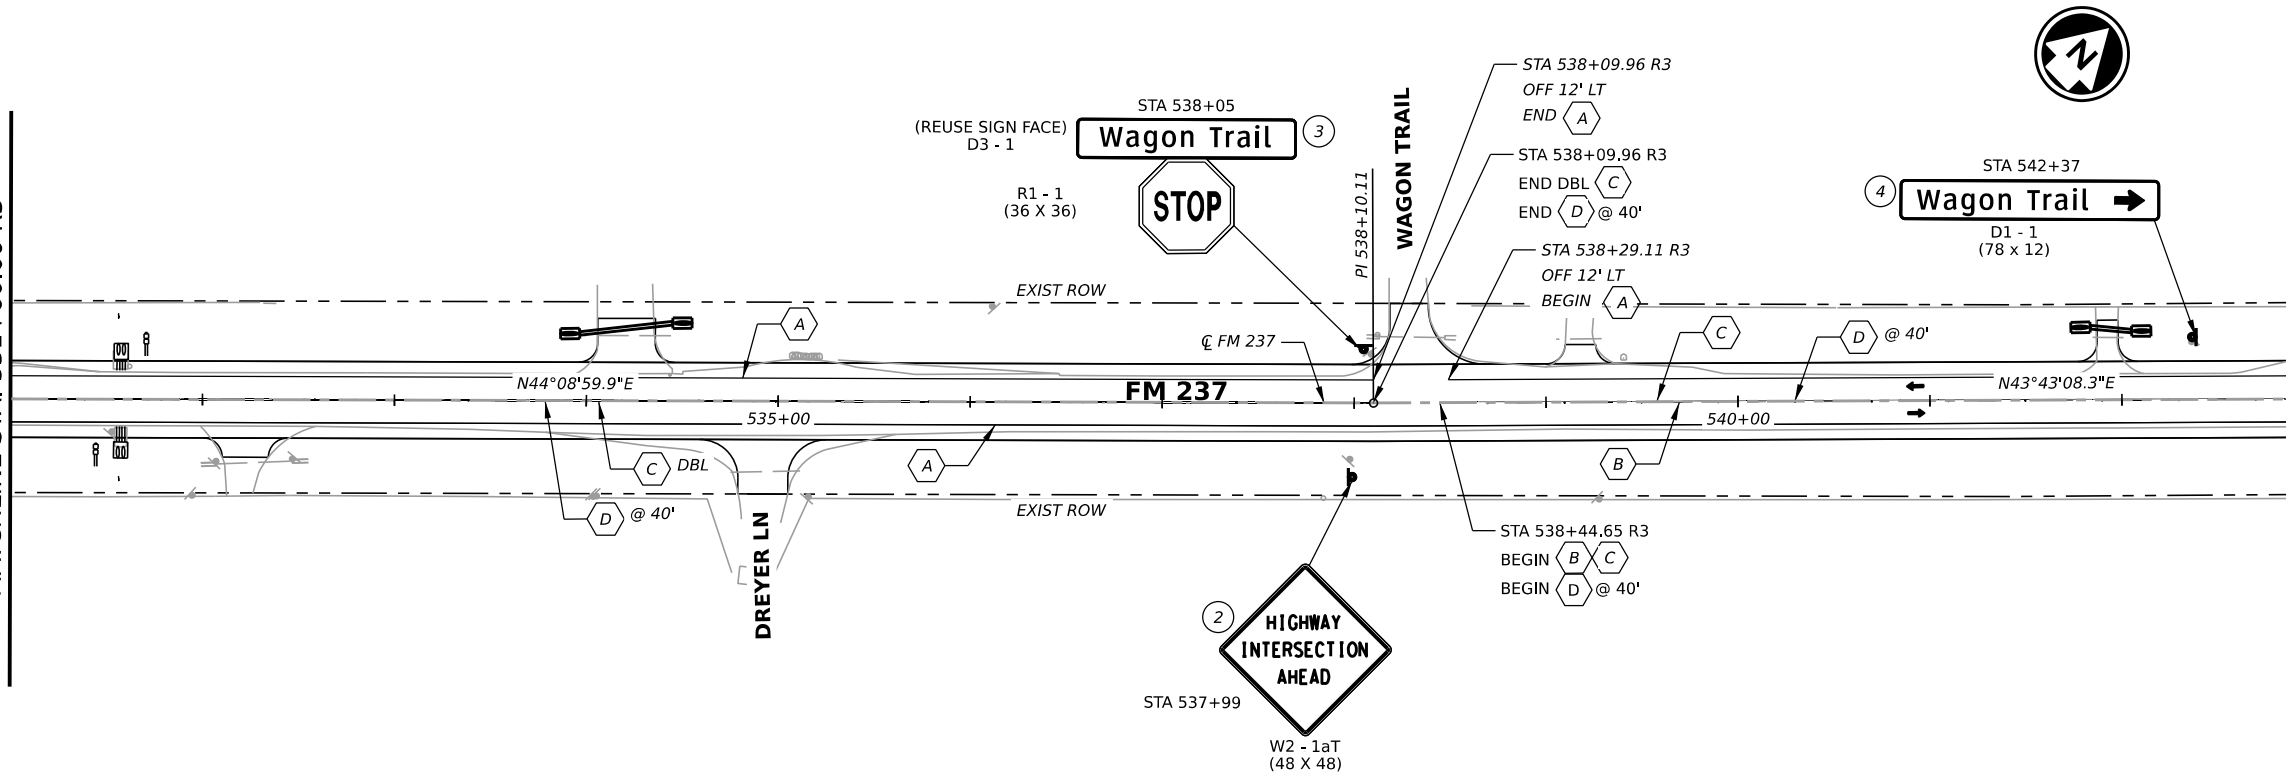 N
STA 538+05
(REUSE SIGN FACE)
D3 - 1
Wagon Trail
3
R1 - 1
(36 X 36)
STOP
PI 538+10.11
WAGON TRAIL
STA 538+09.96 R3
OFF 12' LT
END A
STA 538+09.96 R3
END DBL C
END D @ 40'
STA 538+29.11 R3
OFF 12' LT
BEGIN A
STA 542+37
4
Wagon Trail
D1 - 1
(78 x 12)
EXIST ROW
A
℄ FM 237
C
D @ 40'
N44°08'59.9"E
FM 237
N43°43'08.3"E
535+00
540+00
C DBL
A
B
D @ 40'
EXIST ROW
DREYER LN
STA 538+44.65 R3
BEGIN B C
BEGIN D @ 40'
2
HIGHWAY
INTERSECTION
AHEAD
STA 537+99
W2 - 1aT
(48 X 48)